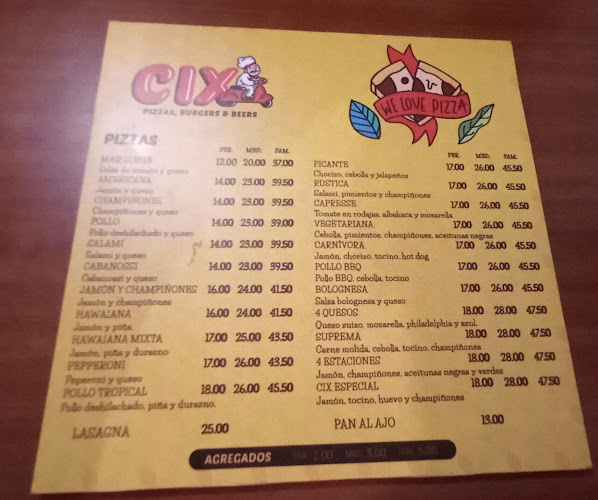 CIX
PIZZAS, BURGERS & BEERS
WE LOVE PIZZA
PIZZAS
PER. MED. FAM.
MARGARITA 12.00 20.00 37.00
Salsa de tomate y queso
AMERICANA 14.00 23.00 39.50
Jamón y queso
CHAMPIÑONES 14.00 23.00 39.50
Champiñones y queso
POLLO 14.00 23.00 39.00
Pollo deshilachado y queso
SALAMI 14.00 23.00 39.50
Salami y queso
CABANOSSI 14.00 23.00 39.50
Cabanossi y queso
JAMON Y CHAMPIÑONES 16.00 24.00 41.50
Jamón y champiñones
HAWAIANA 16.00 24.00 41.50
Jamón y piña
HAWAIANA MIXTA 17.00 25.00 43.50
Jamón, piña y durazno
PEPPERONI 17.00 26.00 43.50
Peperoni y queso
POLLO TROPICAL 18.00 26.00 45.50
Pollo deshilachado, piña y durazno.
LASAGNA 25.00
PER. MED. FAM.
PICANTE 17.00 26.00 45.50
Chorizo, cebolla y jalapeños
RÚSTICA 17.00 26.00 45.50
Salami, pimientos y champiñones
CAPRESSE 17.00 26.00 45.50
Tomate en rodajas, albahaca y mozarella
VEGETARIANA 17.00 26.00 45.50
Cebolla, pimientos, champiñones, aceitunas negras
CARNÍVORA 17.00 26.00 45.50
Jamón, chorizo, tocino, hot dog
POLLO BBQ 17.00 26.00 45.50
Pollo BBQ, cebolla, tocino
BOLOGNESA 17.00 26.00 45.50
Salsa bolognesa y queso
4 QUESOS 18.00 28.00 47.50
Queso suizo, mozarella, philadelphia y azul.
SUPREMA 18.00 28.00 47.50
Carne molida, cebolla, tocino, champiñones
4 ESTACIONES 18.00 28.00 47.50
Jamón, champiñones, aceitunas negras y verdes
CIX ESPECIAL 18.00 28.00 47.50
Jamón, tocino, huevo y champiñones
PAN AL AJO 13.00
AGREGADOS PER 2.00 MED 3.00 FAM 5.00